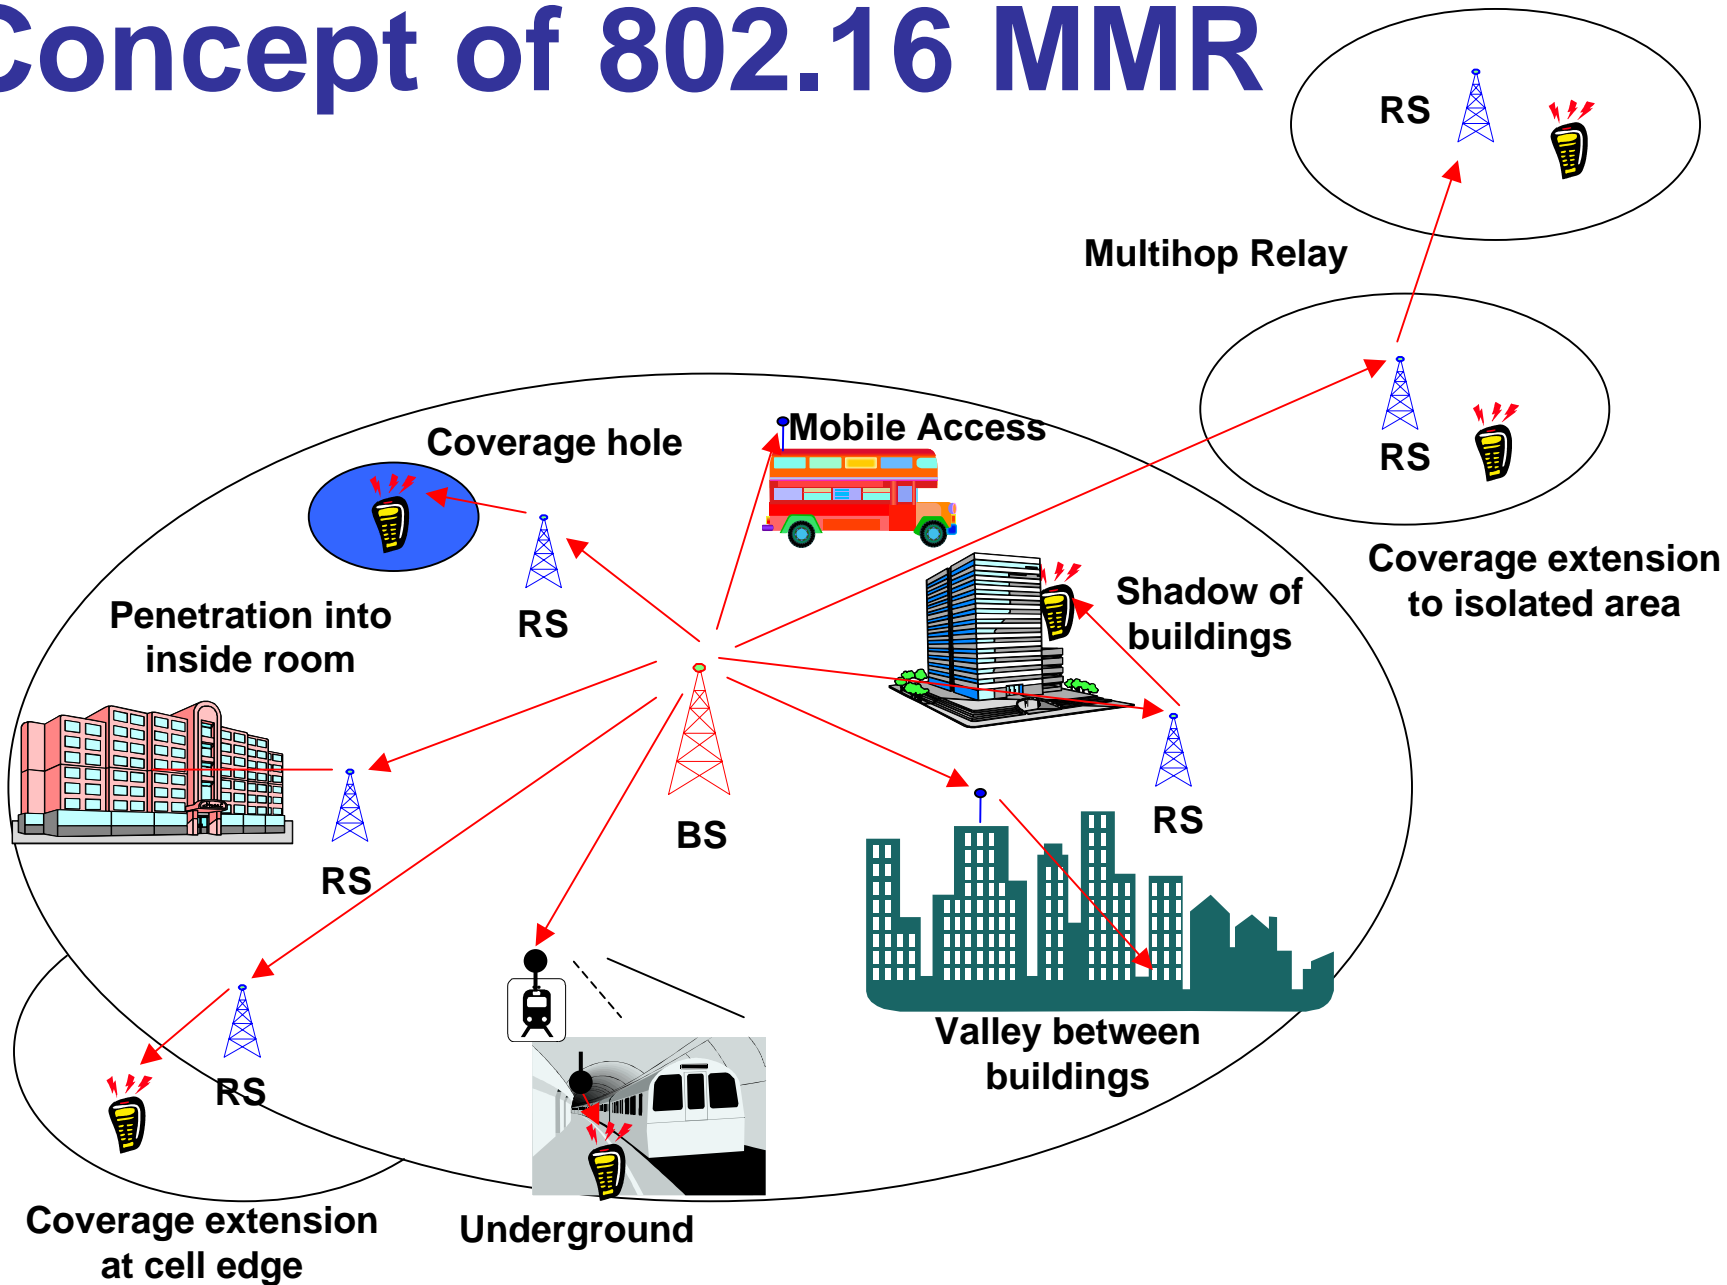 Concept of 802.16 MMR
RS
Multihop Relay
RS
Coverage extension
to isolated area
Mobile Access
Coverage hole
RS
Shadow of
buildings
Penetration into
inside room
RS
BS
RS
Valley between
buildings
RS
Underground
Coverage extension
at cell edge